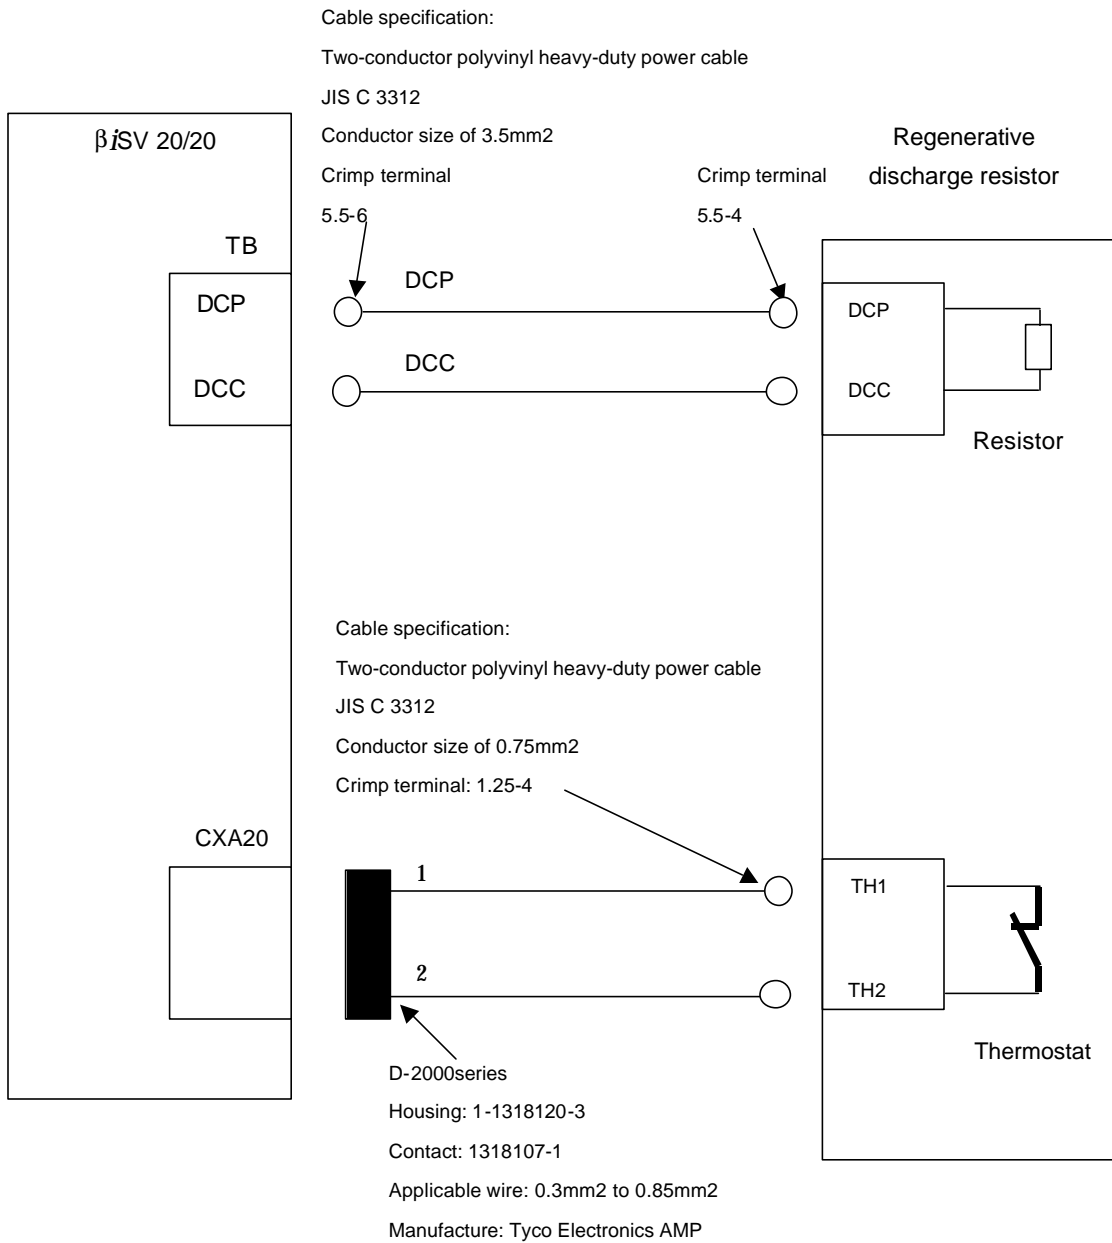 Cable specification:
Two-conductor polyvinyl heavy-duty power cable
JIS C 3312
Conductor size of 3.5mm2
Crimp terminal
5.5-6
Crimp terminal
5.5-4
βiSV 20/20
Regenerative
discharge resistor
TB
DCP
DCC
DCP
DCC
DCP
DCC
Resistor
Cable specification:
Two-conductor polyvinyl heavy-duty power cable
JIS C 3312
Conductor size of 0.75mm2
Crimp terminal: 1.25-4
CXA20
1
2
TH1
TH2
Thermostat
D-2000series
Housing: 1-1318120-3
Contact: 1318107-1
Applicable wire: 0.3mm2 to 0.85mm2
Manufacture: Tyco Electronics AMP